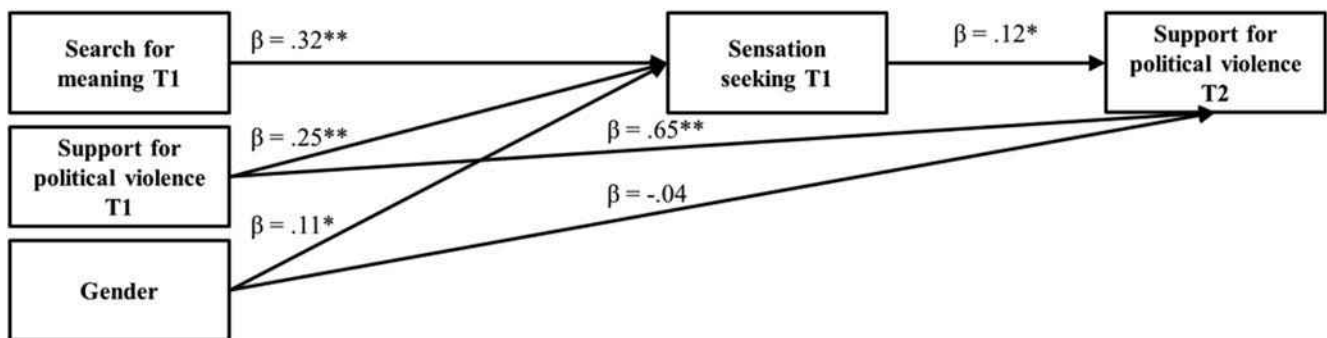 Search for
meaning T1
β = .32**
Sensation
seeking T1
β = .12*
Support for
political violence
T2
Support for
political violence
T1
β = .25**
β = .65**
β = -.04
β = .11*
Gender